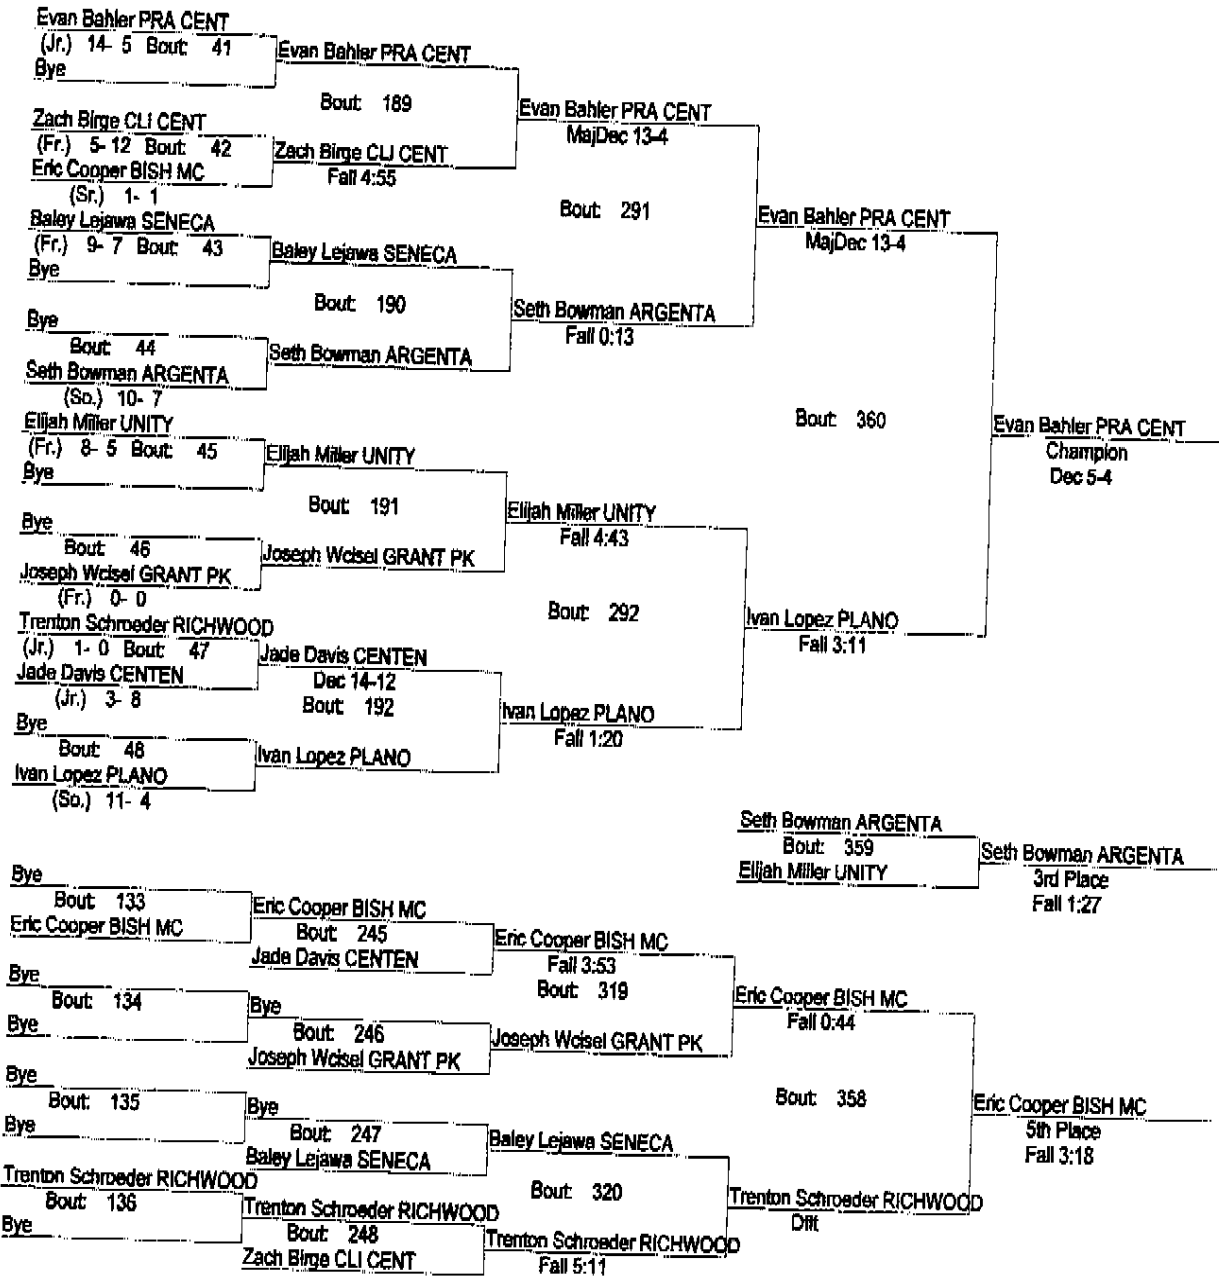 Evan Bahler PRA CENT
(Jr.) 14- 5 Bout: 41
Bye
Evan Bahler PRA CENT
Bout: 189
Zach Birge CLI CENT
(Fr.) 5- 12 Bout: 42
Eric Cooper BISH MC
(Sr.) 1- 1
Zach Birge CLI CENT
Fall 4:55
Evan Bahler PRA CENT
MajDec 13-4
Bout: 291
Baley Lejawa SENECA
(Fr.) 9- 7 Bout: 43
Bye
Baley Lejawa SENECA
Bout: 190
Bye
Bout: 44
Seth Bowman ARGENTA
(So.) 10- 7
Seth Bowman ARGENTA
Seth Bowman ARGENTA
Fall 0:13
Evan Bahler PRA CENT
MajDec 13-4
Bout: 360
Elijah Miller UNITY
(Fr.) 8- 5 Bout: 45
Bye
Elijah Miller UNITY
Bout: 191
Bye
Bout: 46
Joseph Wcisel GRANT PK
(Fr.) 0- 0
Joseph Wcisel GRANT PK
Elijah Miller UNITY
Fall 4:43
Bout: 292
Trenton Schroeder RICHWOOD
(Jr.) 1- 0 Bout: 47
Jade Davis CENTEN
(Jr.) 3- 8
Jade Davis CENTEN
Dec 14-12
Bout: 192
Bye
Bout: 48
Ivan Lopez PLANO
(So.) 11- 4
Ivan Lopez PLANO
Ivan Lopez PLANO
Fall 1:20
Ivan Lopez PLANO
Fall 3:11
Evan Bahler PRA CENT
Champion
Dec 5-4
Seth Bowman ARGENTA
Bout: 359
Elijah Miller UNITY
Seth Bowman ARGENTA
3rd Place
Fall 1:27
Bye
Bout: 133
Eric Cooper BISH MC
Eric Cooper BISH MC
Bout: 245
Jade Davis CENTEN
Eric Cooper BISH MC
Fall 3:53
Bout: 319
Bye
Bout: 134
Bye
Bye
Bout: 246
Joseph Wcisel GRANT PK
Joseph Wcisel GRANT PK
Eric Cooper BISH MC
Fall 0:44
Bout: 358
Bye
Bout: 135
Bye
Bye
Bout: 247
Baley Lejawa SENECA
Baley Lejawa SENECA
Bout: 320
Trenton Schroeder RICHWOOD
Bout: 136
Bye
Trenton Schroeder RICHWOOD
Bout: 248
Zach Birge CLI CENT
Trenton Schroeder RICHWOOD
Fall 5:11
Trenton Schroeder RICHWOOD
Dfft
Eric Cooper BISH MC
5th Place
Fall 3:18